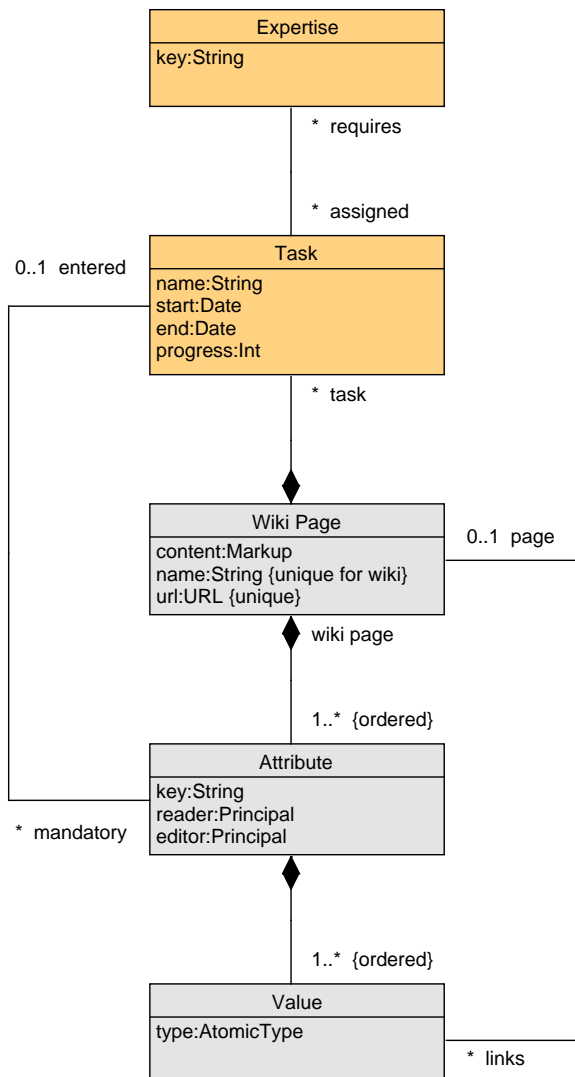 Expertise
key:String
* requires
* assigned
0..1 entered
Task
name:String
start:Date
end:Date
progress:Int
* task
Wiki Page
0..1 page
content:Markup
name:String {unique for wiki}
url:URL {unique}
wiki page
1..* {ordered}
Attribute
key:String
reader:Principal
editor:Principal
* mandatory
1..* {ordered}
Value
type:AtomicType
* links